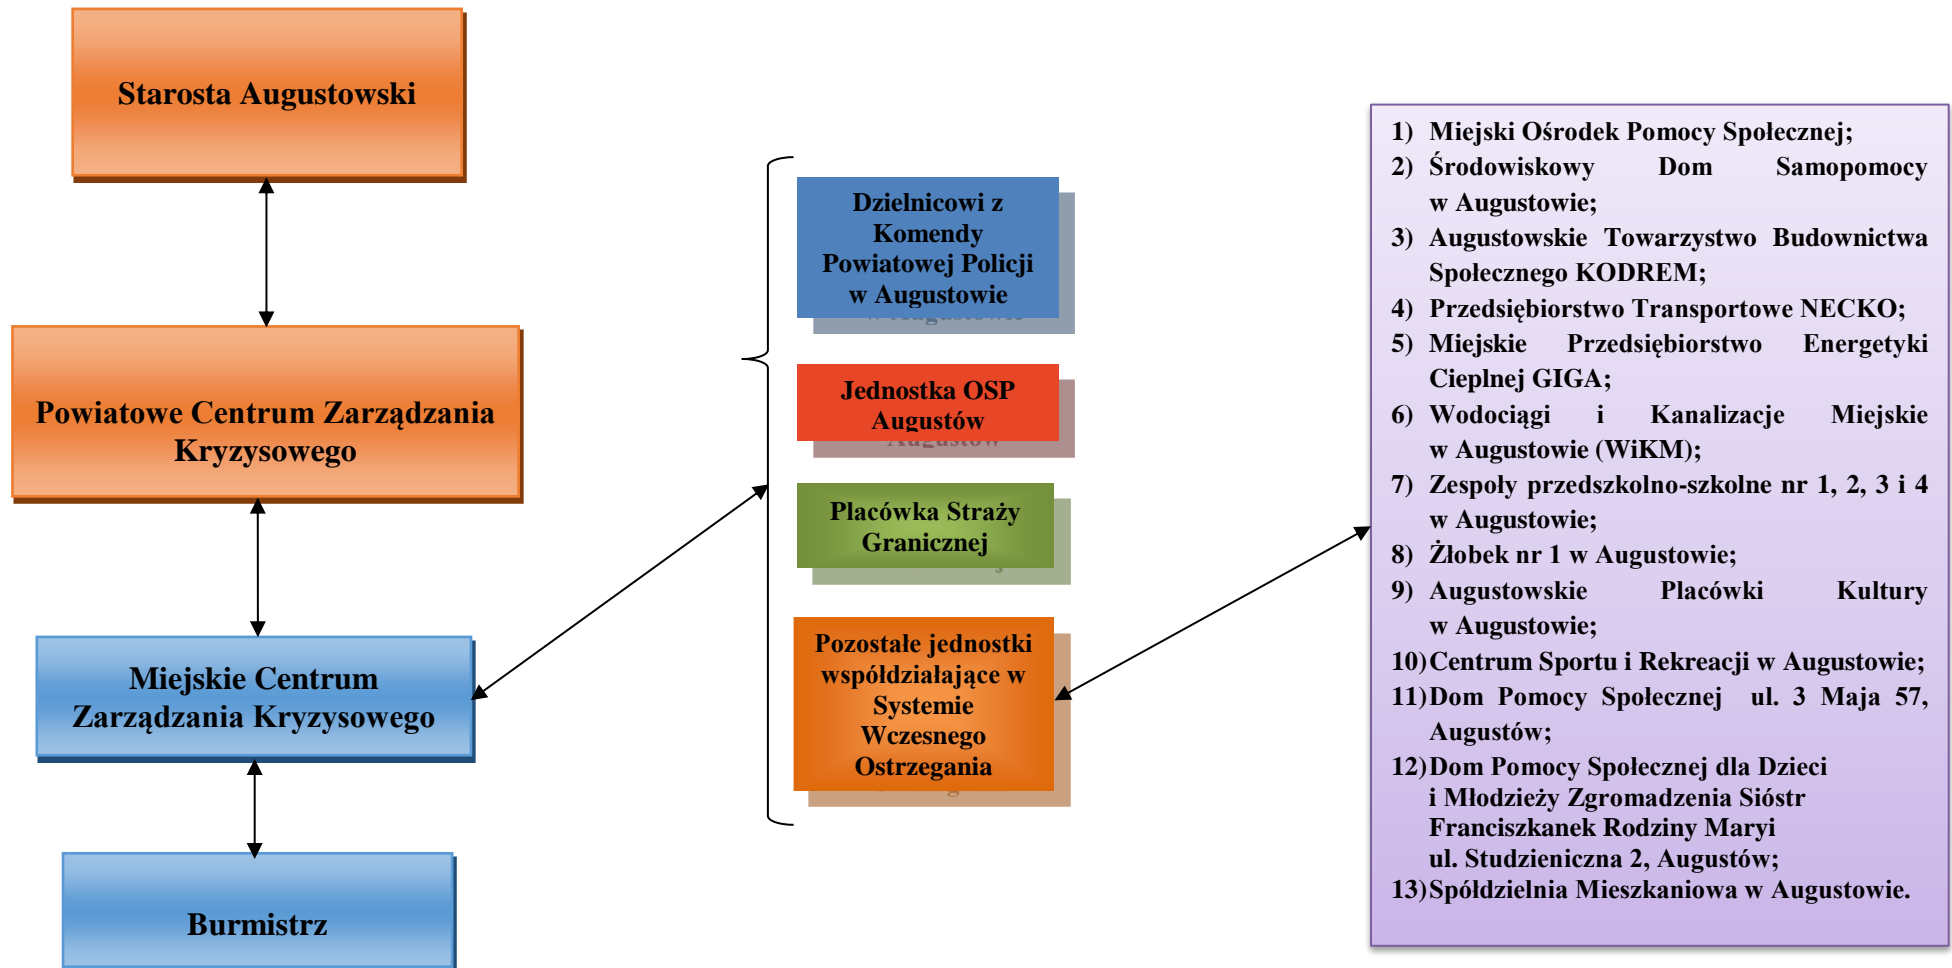 Starosta Augustowski
Powiatowe Centrum Zarządzania
Kryzysowego
Miejskie Centrum
Zarządzania Kryzysowego
Burmistrz
Dzielnicowi z
Komendy
Powiatowej Policji
w Augustowie
Jednostka OSP
Augustów
Placówka Straży
Granicznej
Pozostałe jednostki
współdziałające w
Systemie
Wczesnego
Ostrzegania
1) Miejski Ośrodek Pomocy Społecznej;
2) Środowiskowy Dom Samopomocy
w Augustowie;
3) Augustowskie Towarzystwo Budownictwa
Społecznego KODREM;
4) Przedsiębiorstwo Transportowe NECKO;
5) Miejskie Przedsiębiorstwo Energetyki
Cieplnej GIGA;
6) Wodociągi i Kanalizacje Miejskie
w Augustowie (WiKM);
7) Zespoły przedszkolno-szkolne nr 1, 2, 3 i 4
w Augustowie;
8) Żłobek nr 1 w Augustowie;
9) Augustowskie Placówki Kultury
w Augustowie;
10) Centrum Sportu i Rekreacji w Augustowie;
11) Dom Pomocy Społecznej ul. 3 Maja 57,
Augustów;
12) Dom Pomocy Społecznej dla Dzieci
i Młodzieży Zgromadzenia Sióstr
Franciszkanek Rodziny Maryi
ul. Studzieniczna 2, Augustów;
13) Spółdzielnia Mieszkaniowa w Augustowie.